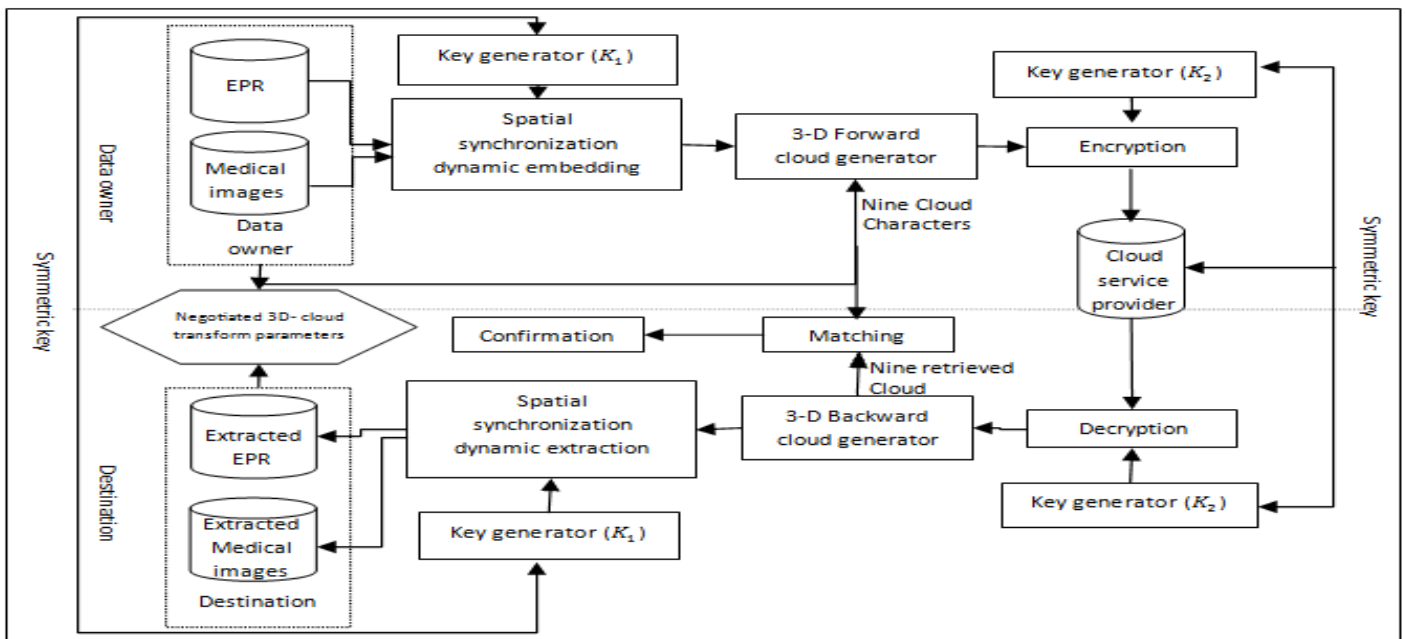 Key generator (K1)
EPR
Key generator (K2)
Spatial
synchronization
dynamic embedding
3-D Forward
cloud generator
Encryption
Data owner
Medical
images
Data
owner
Nine Cloud
Characters
Symmetric key
Symmetric key
Cloud
service
provider
Negotiated 3D- cloud
transform parameters
Confirmation
Matching
Nine retrieved
Cloud
Spatial
synchronization
dynamic extraction
3-D Backward
cloud generator
Decryption
Extracted
EPR
Destination
Key generator (K2)
Key generator (K1)
Extracted
Medical
images
Destination